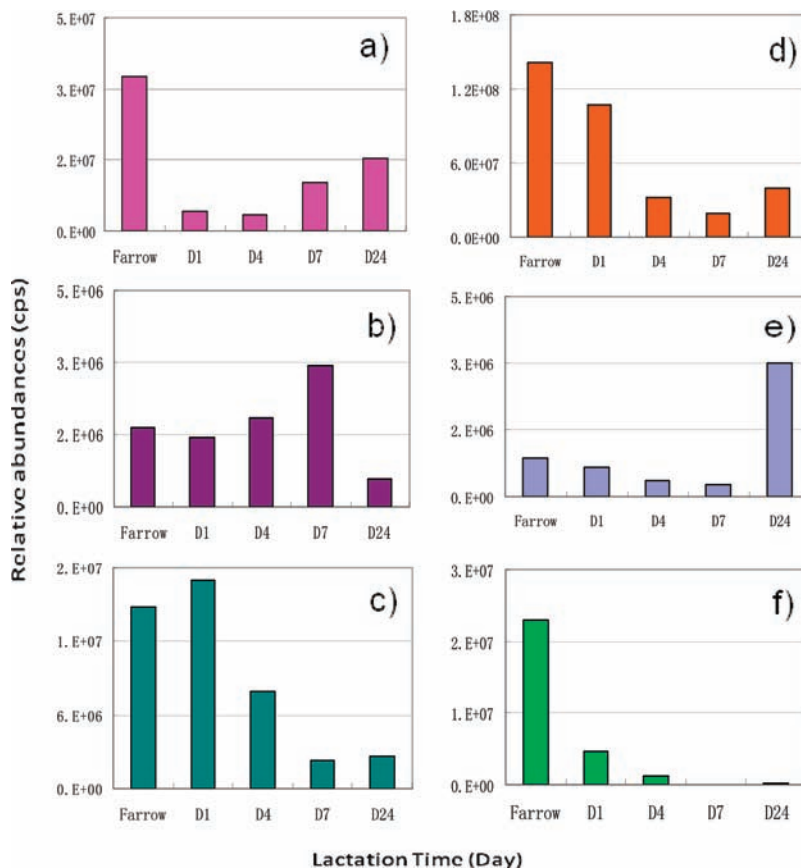 Relative abundances (cps)
a)
5.E+07
3.E+07
2.E+07
0.E+00
Farrow D1 D4 D7 D24
d)
1.8E+08
1.2E+08
6.0E+07
0.0E+00
Farrow D1 D4 D7 D24
b)
5.E+06
3.E+06
2.E+06
0.E+00
Farrow D1 D4 D7 D24
e)
5.E+06
3.E+06
2.E+06
0.E+00
Farrow D1 D4 D7 D24
c)
2.E+07
1.E+07
6.E+06
0.E+00
Farrow D1 D4 D7 D24
f)
3.E+07
2.E+07
1.E+07
0.E+00
Farrow D1 D4 D7 D24
Lactation Time (Day)